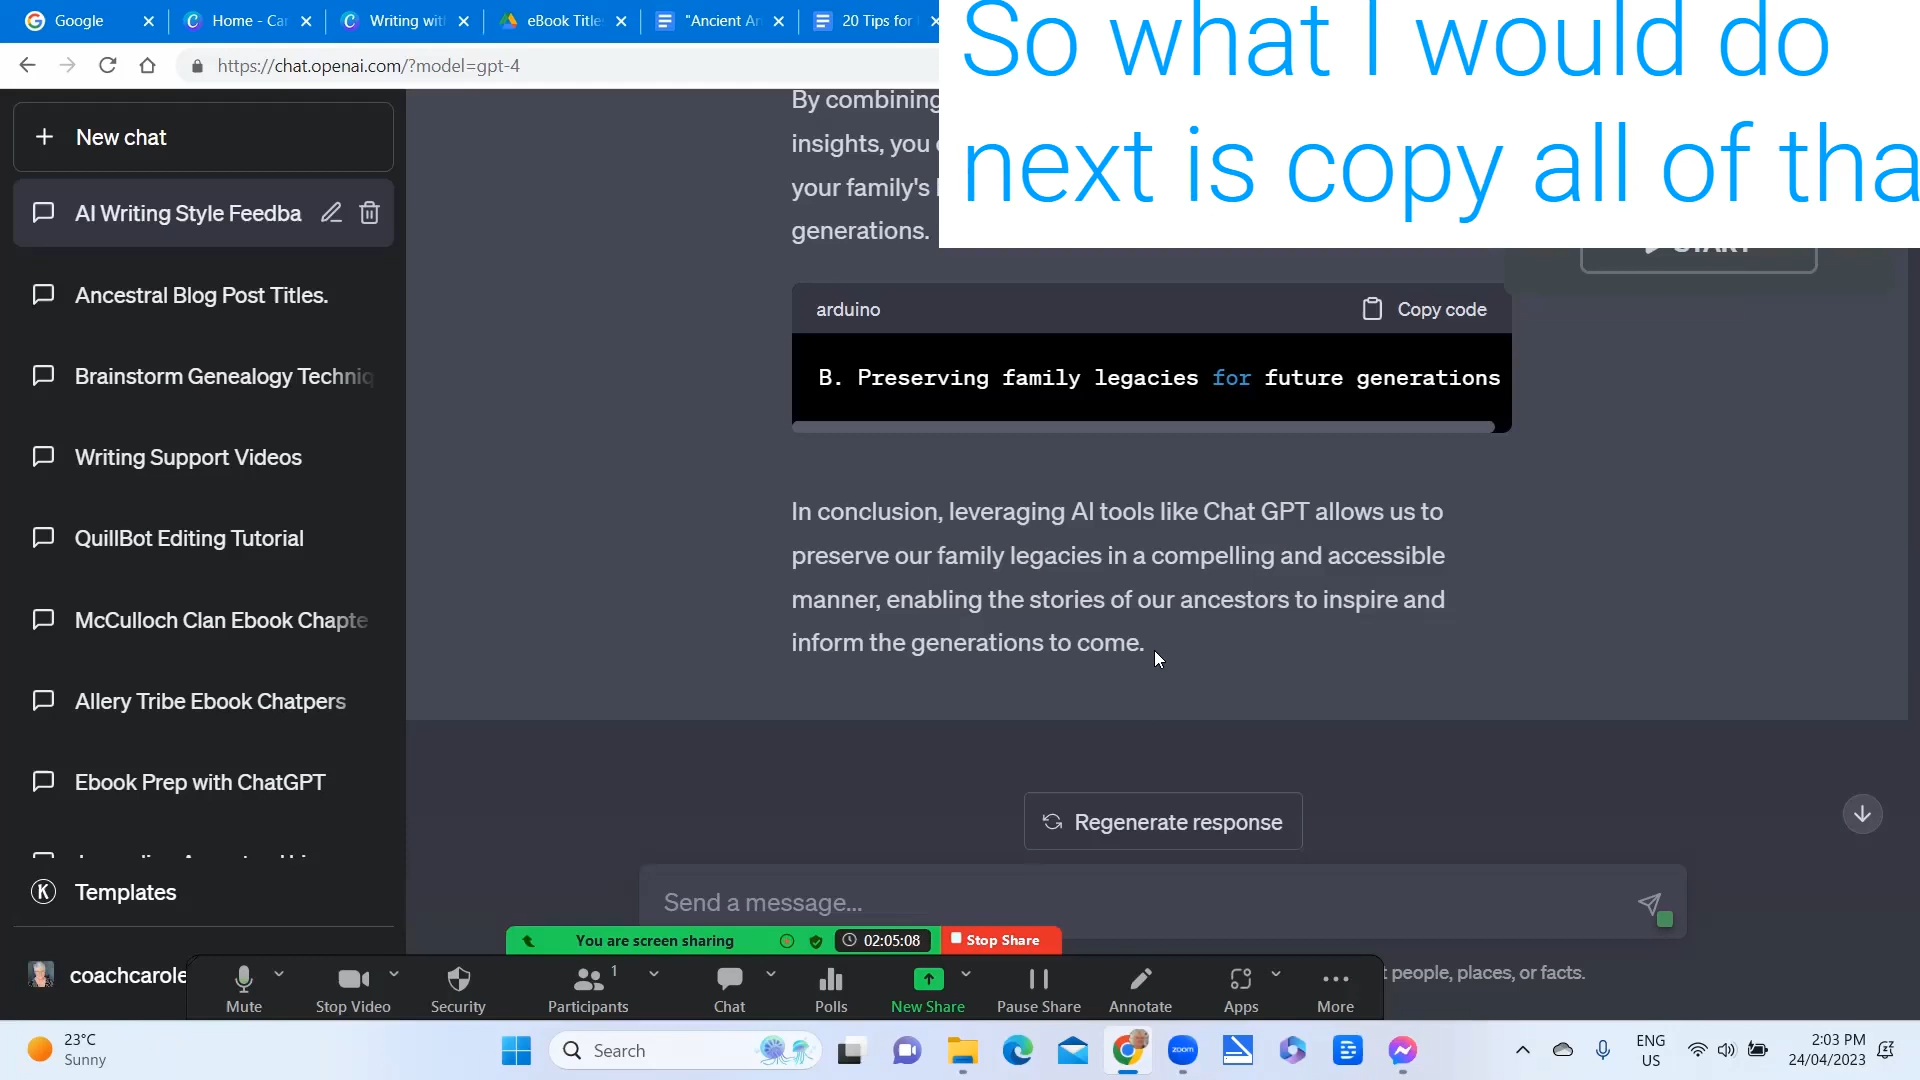 Google
Home - Car
Writing wit
eBook Title
"Ancient An
20 Tips for
So what I would do
next is copy all of tha
https://chat.openai.com/?model=gpt-4
New chat
By combining
insights, you
your family's
generations.
START
AI Writing Style Feedba
Ancestral Blog Post Titles.
arduino
Copy code
Brainstorm Genealogy Techniq
B. Preserving family legacies for future generations
Writing Support Videos
In conclusion, leveraging AI tools like Chat GPT allows us to
QuillBot Editing Tutorial
preserve our family legacies in a compelling and accessible
McCulloch Clan Ebook Chapte
manner, enabling the stories of our ancestors to inspire and
inform the generations to come.
Allery Tribe Ebook Chatpers
Ebook Prep with ChatGPT
Regenerate response
K Templates
Send a message...
You are screen sharing
02:05:08
Stop Share
coachcarole
people, places, or facts.
1
Mute
Stop Video
Security
Participants
Chat
Polls
New Share
Pause Share
Annotate
Apps
More
23°C
Sunny
Search
zoom
ENG
US
2:03 PM
24/04/2023